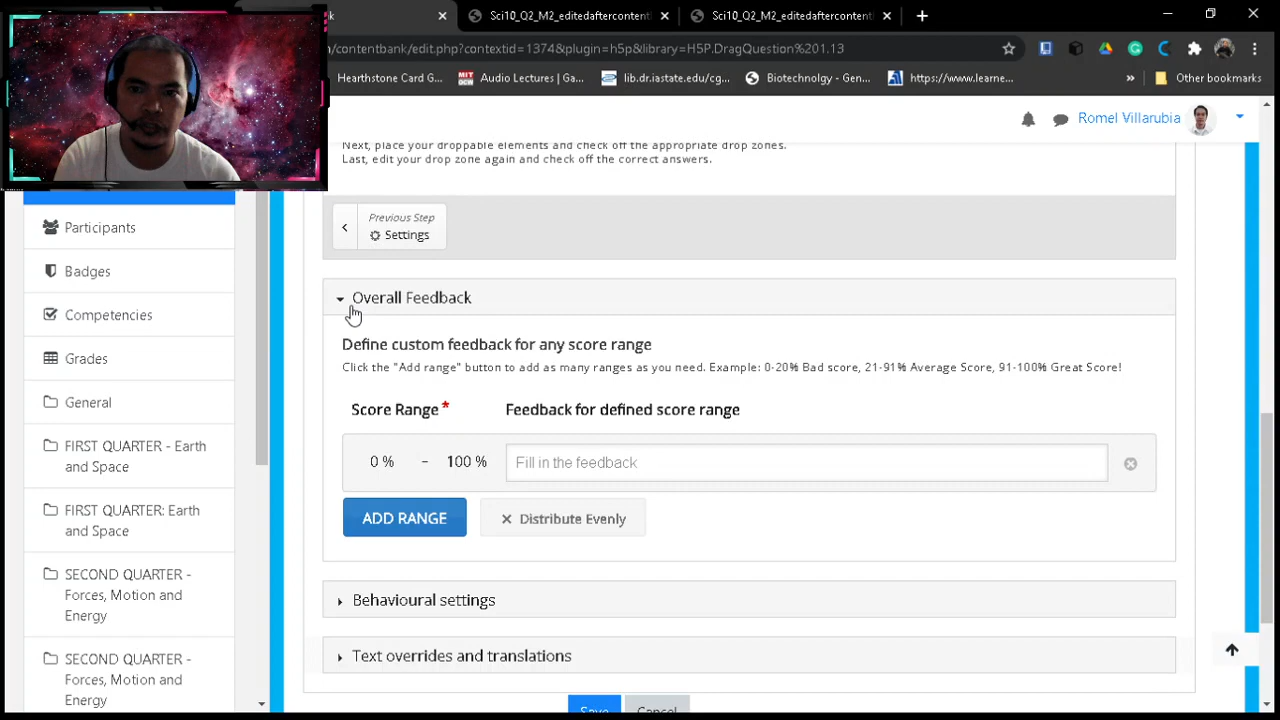 r10_Q2_M2_editedafterco
/contentbank/edit.php?contextid=1374&plugin=h5p&library=H5P.DragQuestion%201.13
Hearthstone Card G...
Audio Lectures | Ga...
lib.dr.iastate.edu/cg...
Biotechnolgy - Gen...
https://www.learne...
»
Other bookmarks
Romel Villarubia
Next, place your droppable elements and check off the appropriate drop zones.
Last, edit your drop zone again and check off the correct answers.
Previous Step
Settings
Participants
Badges
Competencies
Grades
General
FIRST QUARTER - Earth
and Space
FIRST QUARTER: Earth
and Space
SECOND QUARTER -
Forces, Motion and
Energy
SECOND QUARTER -
Forces, Motion and
Energy
Overall Feedback
Define custom feedback for any score range
Click the "Add range" button to add as many ranges as you need. Example: 0-20% Bad score, 21-91% Average Score, 91-100% Great Score!
Score Range *
Feedback for defined score range
0 % – 100 %
Fill in the feedback
ADD RANGE
Distribute Evenly
Behavioural settings
Text overrides and translations
Save
Cancel